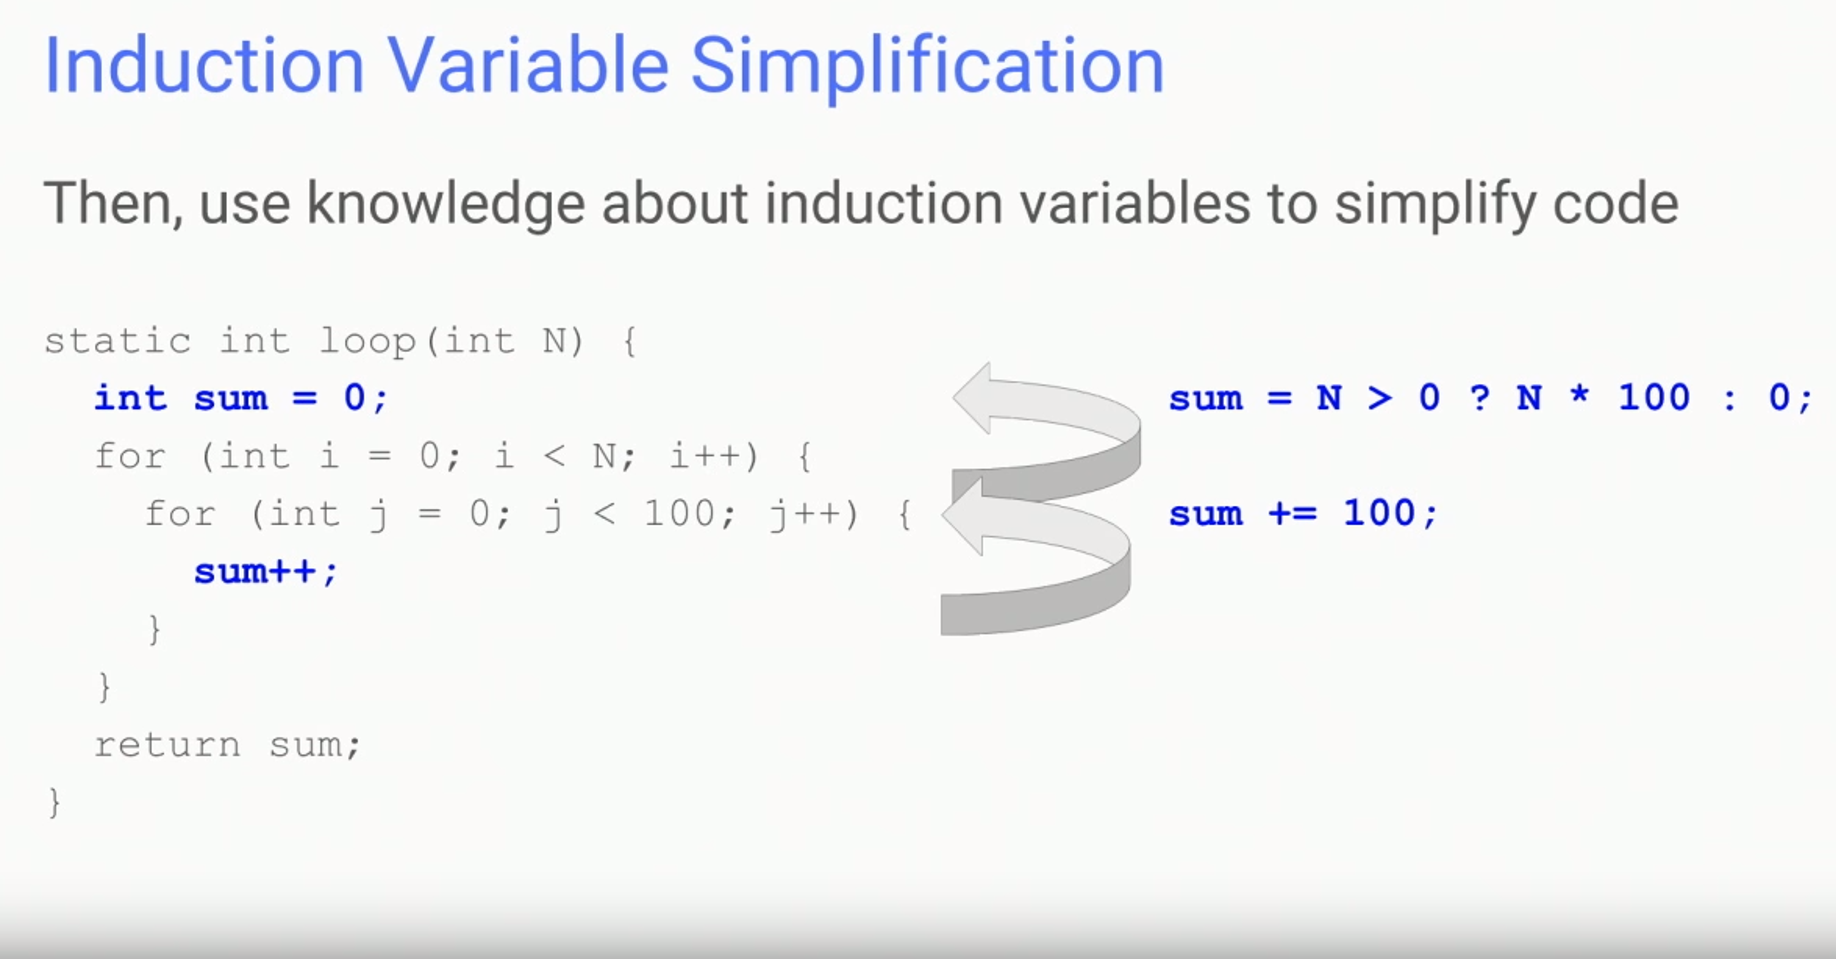 Induction Variable Simplification
Then, use knowledge about induction variables to simplify code
static int loop(int N) {
int sum = 0;
sum = N > 0 ? N * 100 : 0;
for (int i = 0; i < N; i++) {
for (int j = 0; j < 100; j++) {
sum += 100;
sum++;
}
}
return sum;
}